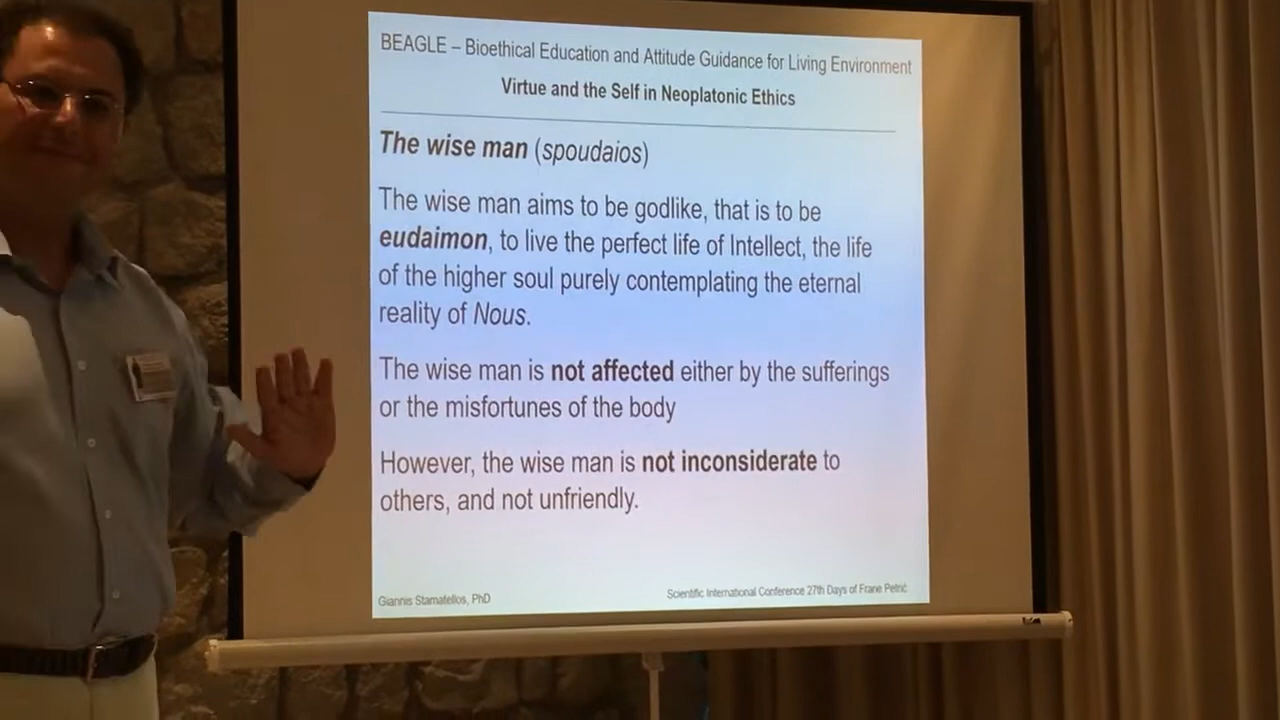 BEAGLE – Bioethical Education and Attitude Guidance for Living Environment
Virtue and the Self in Neoplatonic Ethics
The wise man (spoudaios)
The wise man aims to be godlike, that is to be
eudaimon, to live the perfect life of Intellect, the life
of the higher soul purely contemplating the eternal
reality of Nous.
The wise man is not affected either by the sufferings
or the misfortunes of the body
However, the wise man is not inconsiderate to
others, and not unfriendly.
Giannis Stamatellos, PhD
Scientific International Conference 27th Days of Frane Petrić